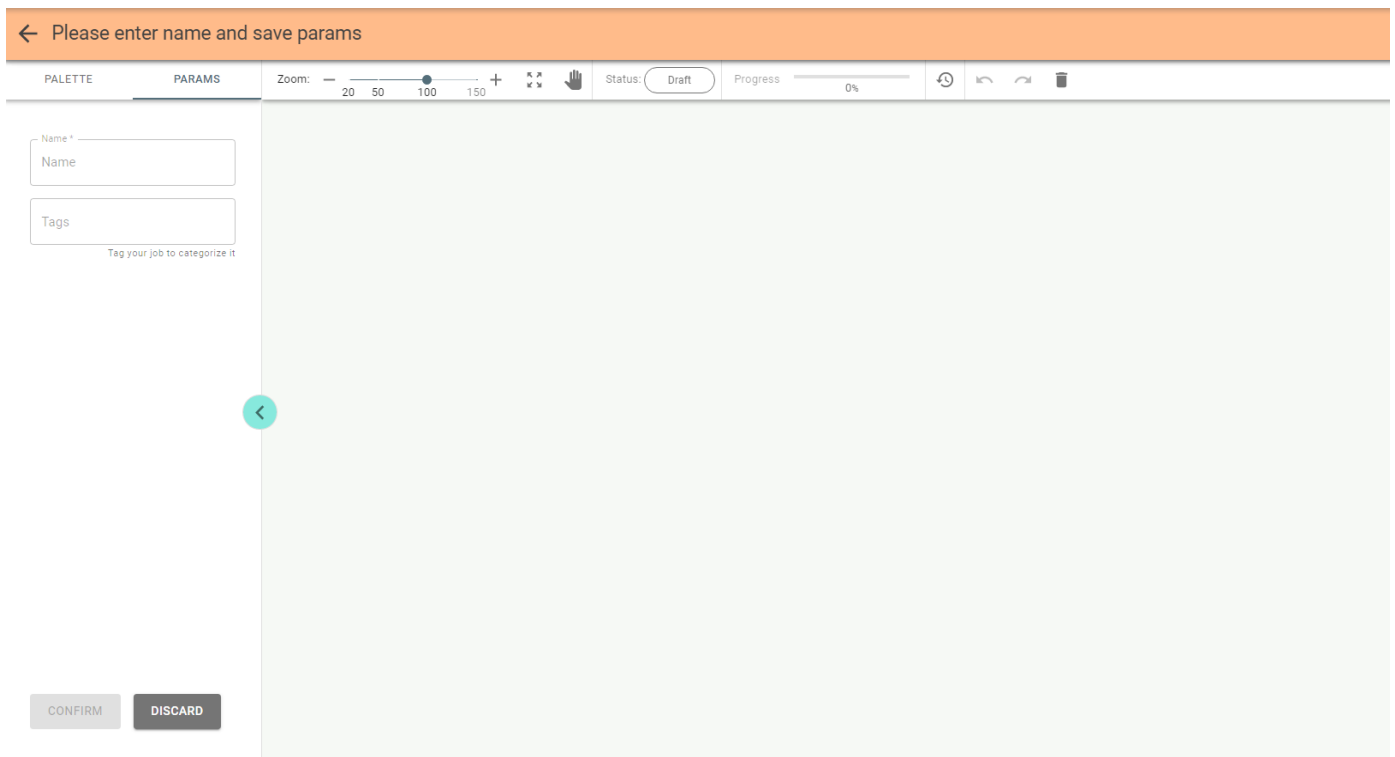 Please enter name and save params
PALETTE PARAMS Zoom: 20 50 100 150 Status: Draft Progress 0%
Name *
Name
Tags
Tag your job to categorize it
CONFIRM DISCARD